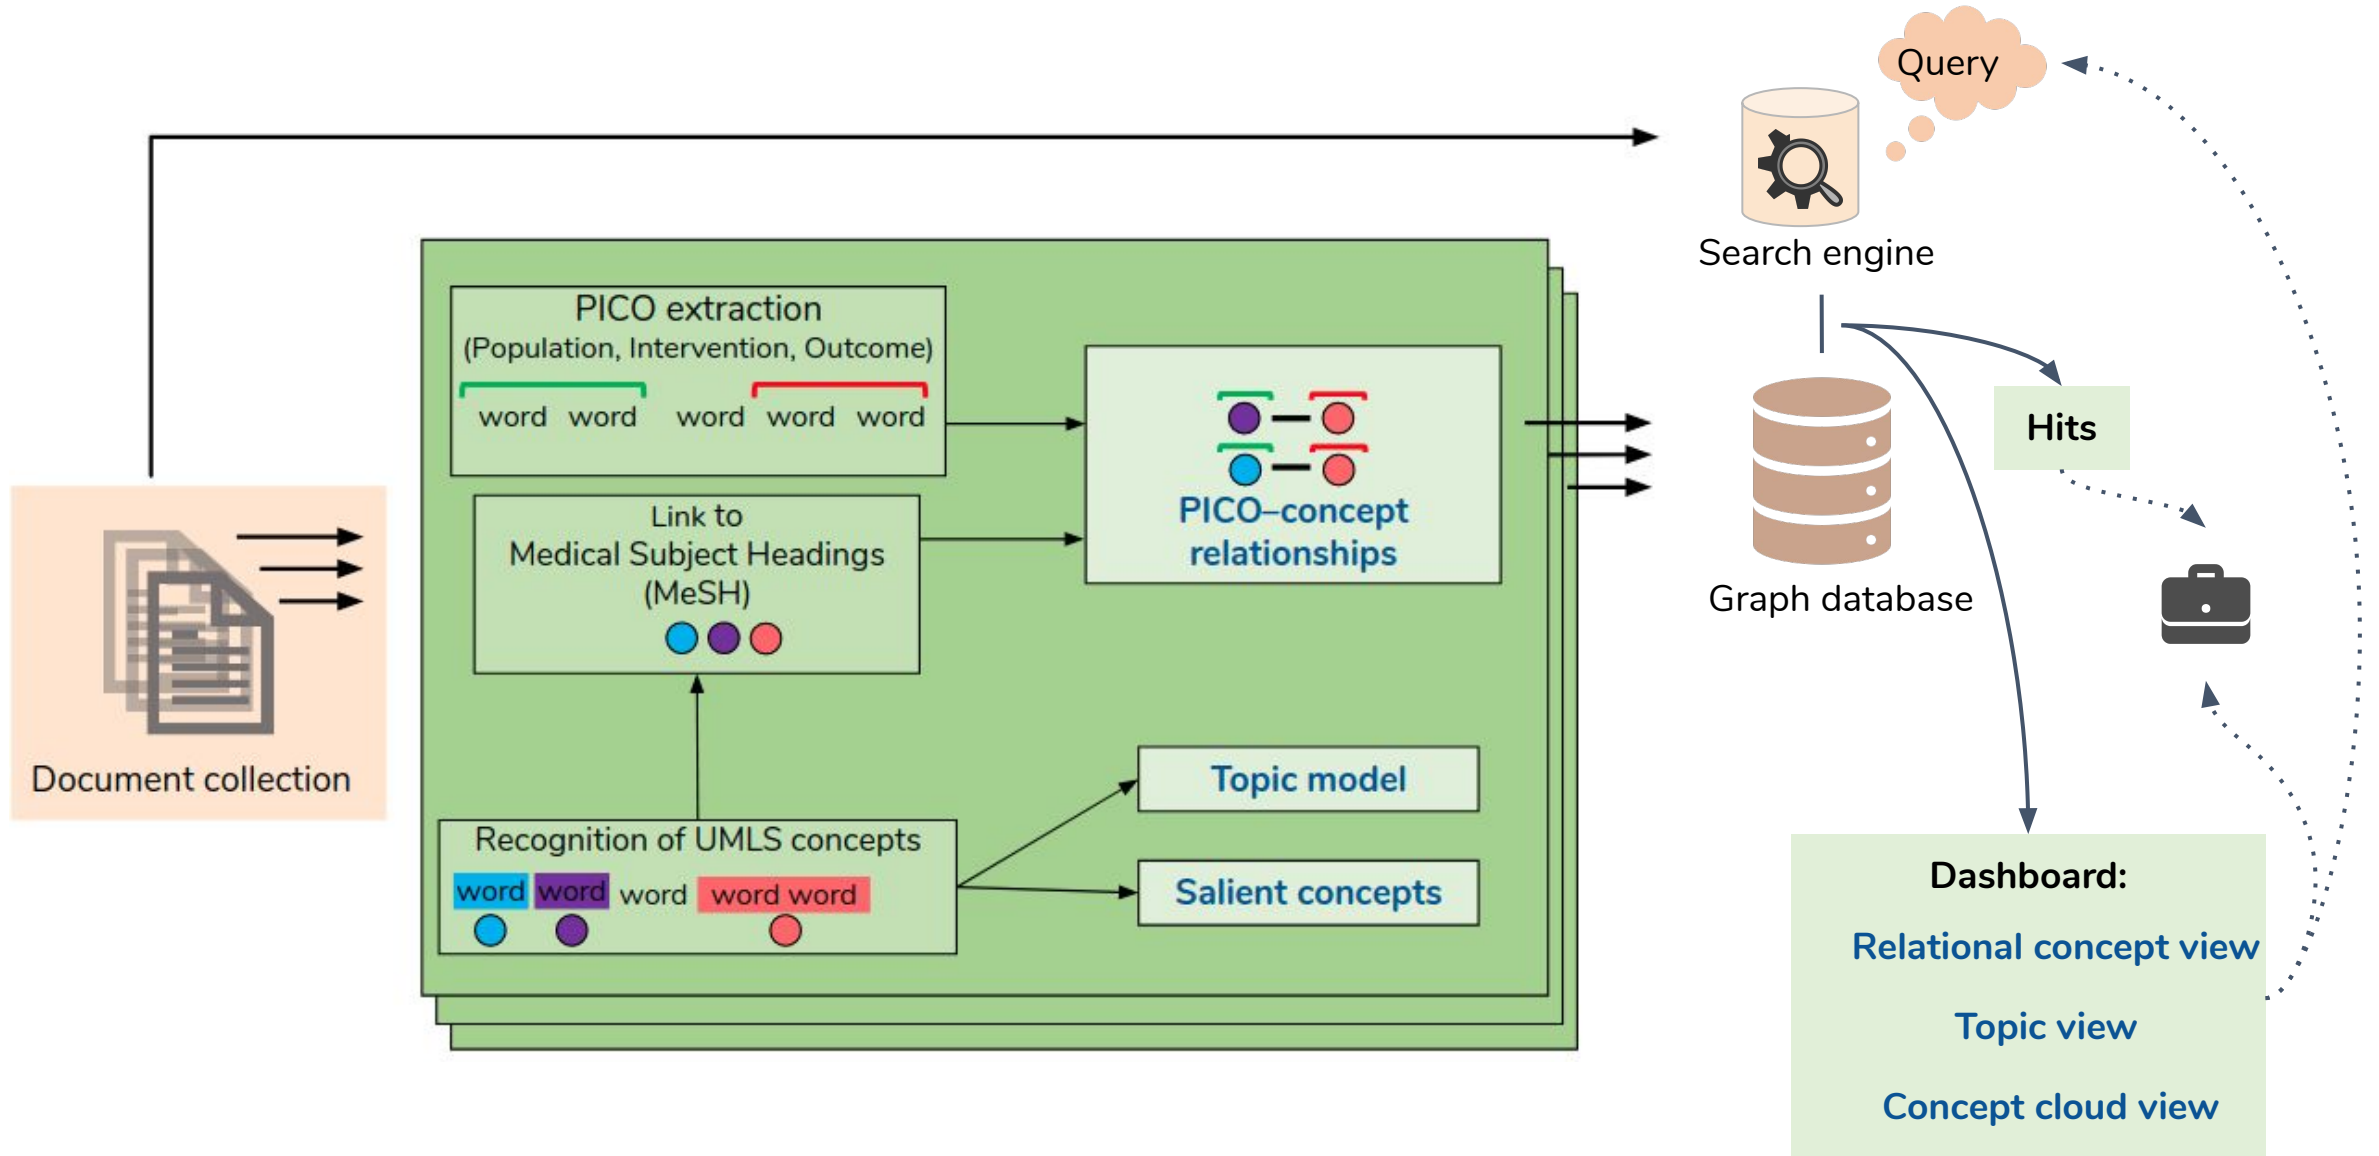 Query
Search engine
PICO extraction
(Population, Intervention, Outcome)
word word word word word
Link to
Medical Subject Headings
(MeSH)
PICO–concept
relationships
Hits
Graph database
Document collection
Recognition of UMLS concepts
word word word word word
Topic model
Salient concepts
Dashboard:
Relational concept view
Topic view
Concept cloud view